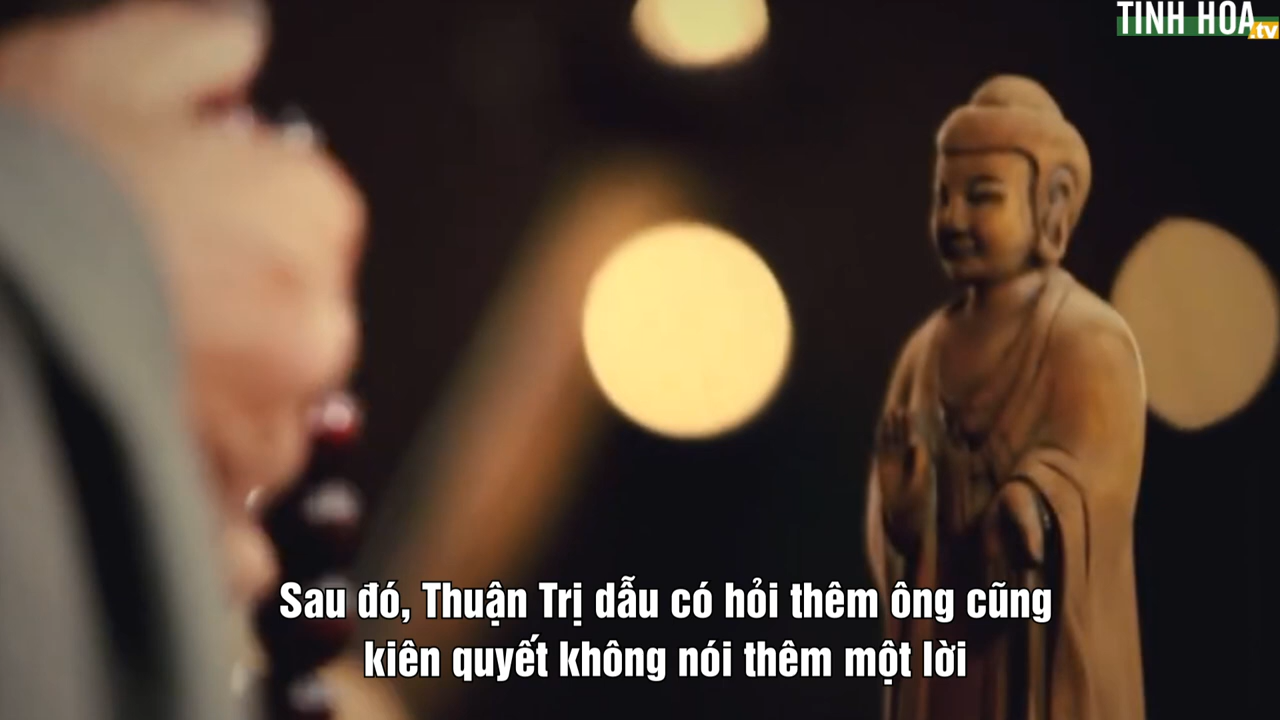 TINH HOA
.tv
Sau đó, Thuận Trị dẫu có hỏi thêm ông cũng
kiên quyết không nói thêm một lời